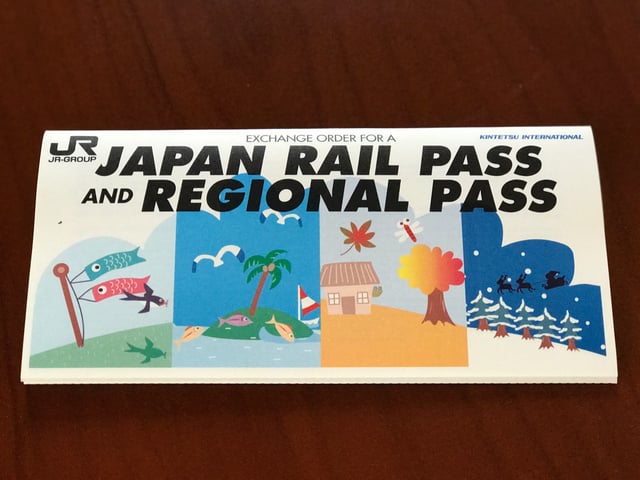 JR
JR-GROUP
EXCHANGE ORDER FOR A
KINTETSU INTERNATIONAL
JAPAN RAIL PASS
AND REGIONAL PASS